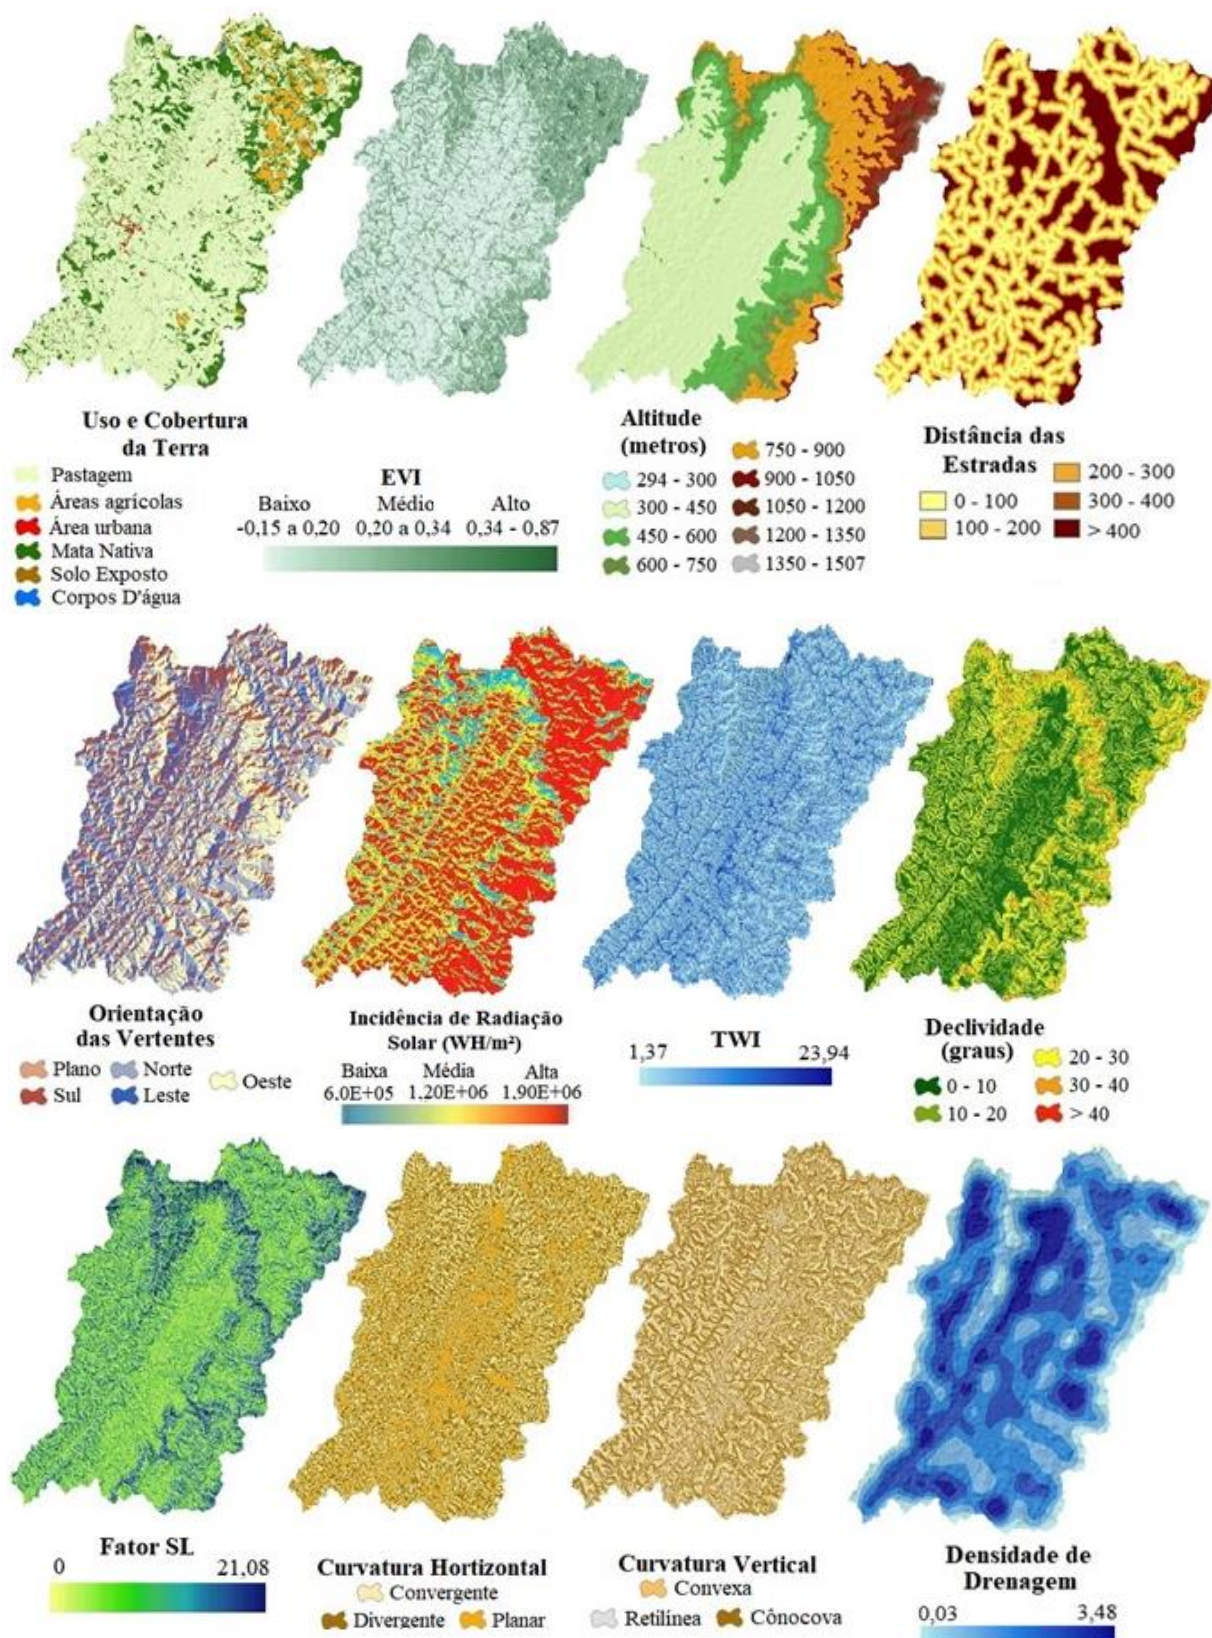 Uso e Cobertura
da Terra
Pastagem
Áreas agrícolas
Área urbana
Mata Nativa
Solo Exposto
Corpos D'água
EVI
Baixo Médio Alto
-0,15 a 0,20 0,20 a 0,34 0,34 - 0,87
Altitude
(metros)
294 - 300
300 - 450
450 - 600
600 - 750
750 - 900
900 - 1050
1050 - 1200
1200 - 1350
1350 - 1507
Distância das
Estradas
0 - 100
100 - 200
200 - 300
300 - 400
> 400
Orientação
das Vertentes
Plano
Sul
Norte
Leste
Oeste
Incidência de Radiação
Solar (WH/m²)
Baixa Média Alta
6.0E+05 1.20E+06 1.90E+06
TWI
1,37 23,94
Declividade
(graus)
0 - 10
10 - 20
20 - 30
30 - 40
> 40
Fator SL
0 21,08
Curvatura Hortizontal
Convergente
Divergente Planar
Curvatura Vertical
Convexa
Retilínea Cônocova
Densidade de
Drenagem
0,03 3,48